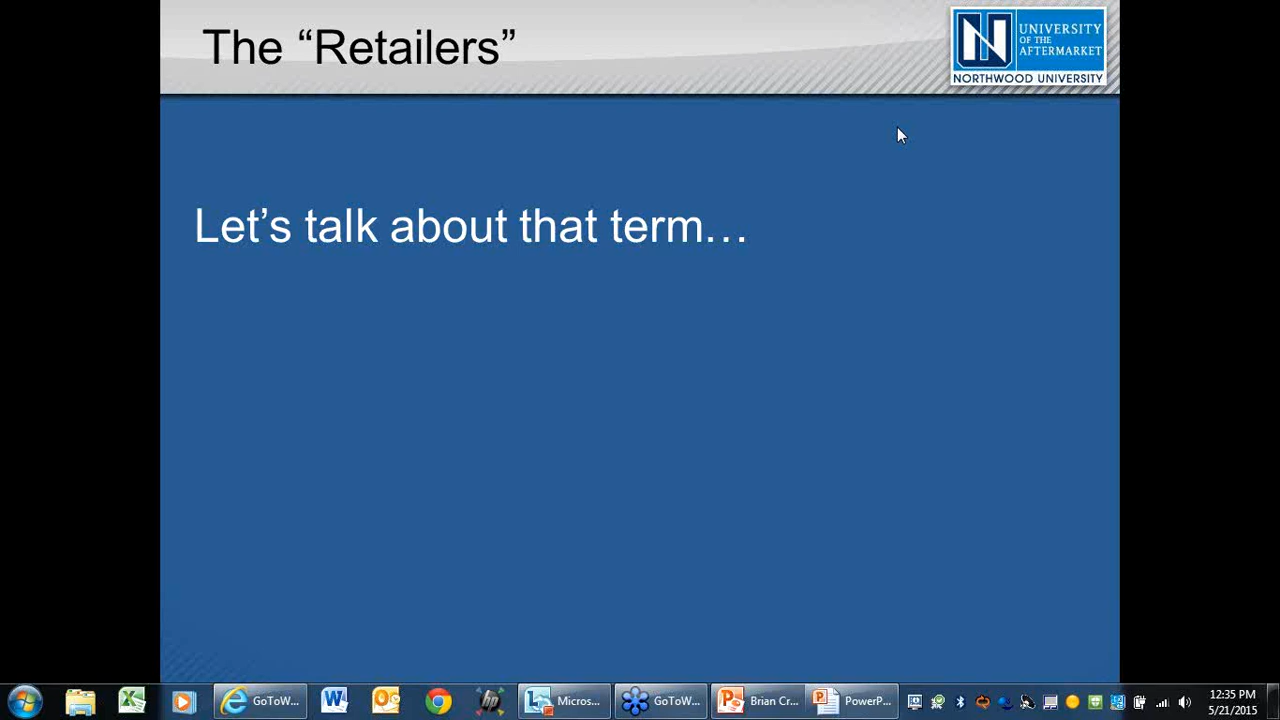 The “Retailers”
UNIVERSITY
OF THE
AFTERMARKET
N
NORTHWOOD UNIVERSITY
Let’s talk about that term…
GoToW...
Micros...
GoToW...
Brian Cr...
PowerP...
12:35 PM
5/21/2015